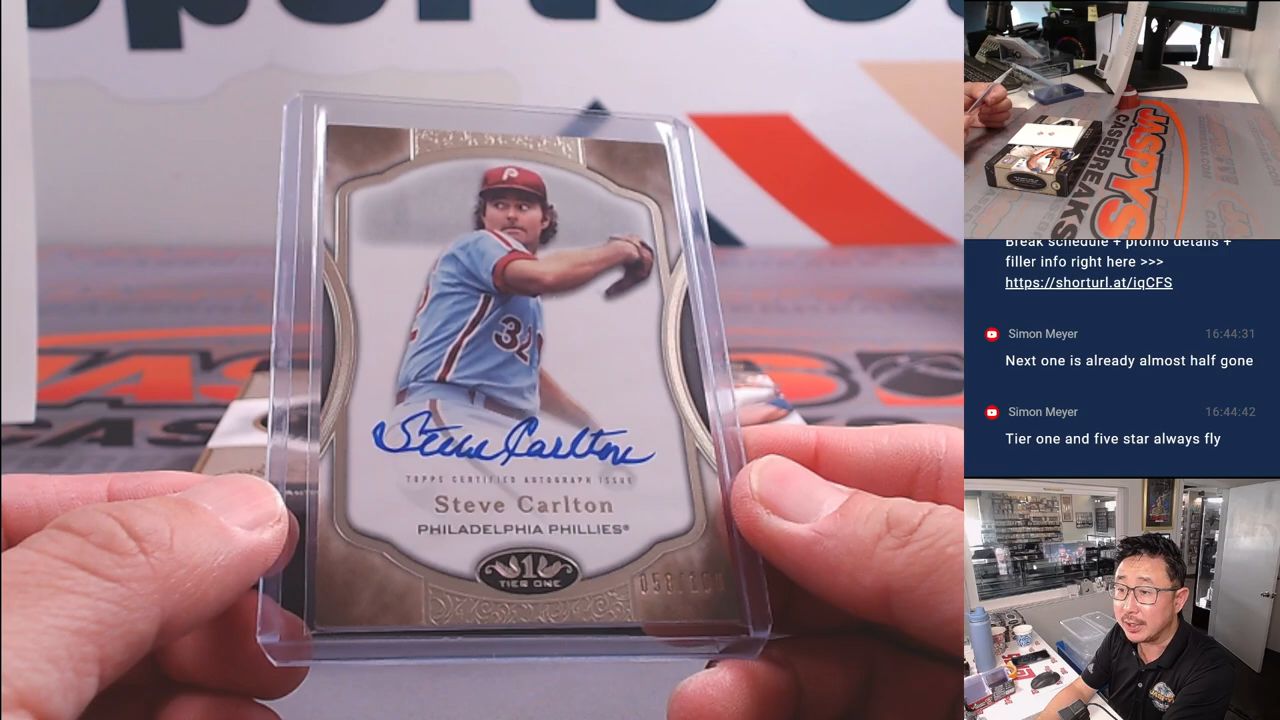 P
32
Steve Carlton
TOPPS CERTIFIED AUTOGRAPH ISSUE
Steve Carlton
PHILADELPHIA PHILLIES®
1
TIER ONE
JASPYS
CASEBREAKS
Break schedule + promo details +
filler info right here >>>
https://shorturl.at/iqCFS
Simon Meyer 16:44:31
Next one is already almost half gone
Simon Meyer 16:44:42
Tier one and five star always fly